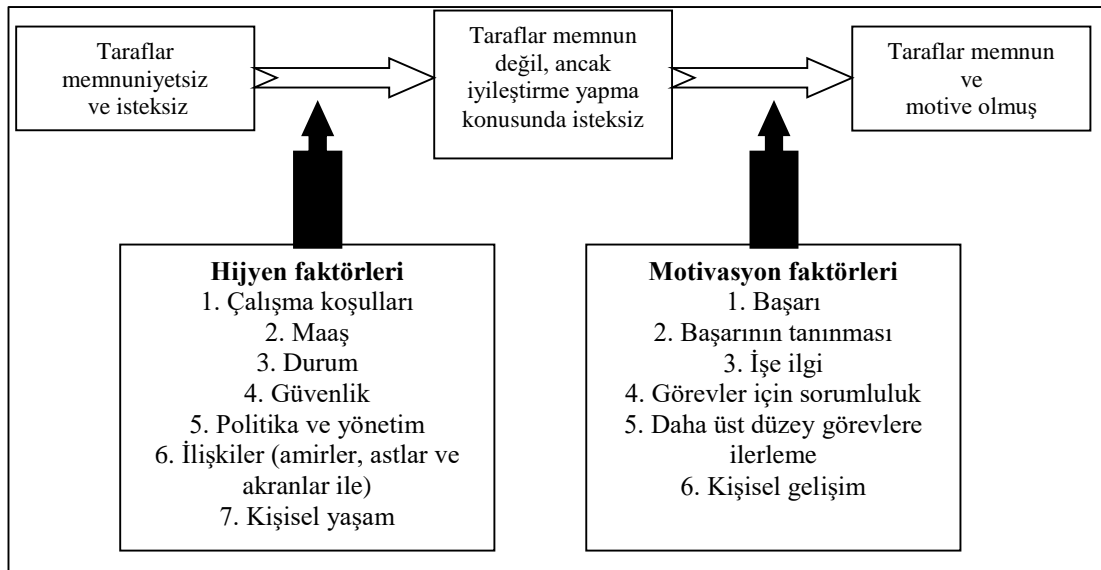 Taraflar
memnuniyetsiz
ve isteksiz
Taraflar memnun
değil, ancak
iyileştirme yapma
konusunda isteksiz
Taraflar memnun
ve
motive olmuş
Hijyen faktörleri
1. Çalışma koşulları
2. Maaş
3. Durum
4. Güvenlik
5. Politika ve yönetim
6. İlişkiler (amirler, astlar ve
akranlar ile)
7. Kişisel yaşam
Motivasyon faktörleri
1. Başarı
2. Başarının tanınması
3. İşe ilgi
4. Görevler için sorumluluk
5. Daha üst düzey görevlere
ilerleme
6. Kişisel gelişim